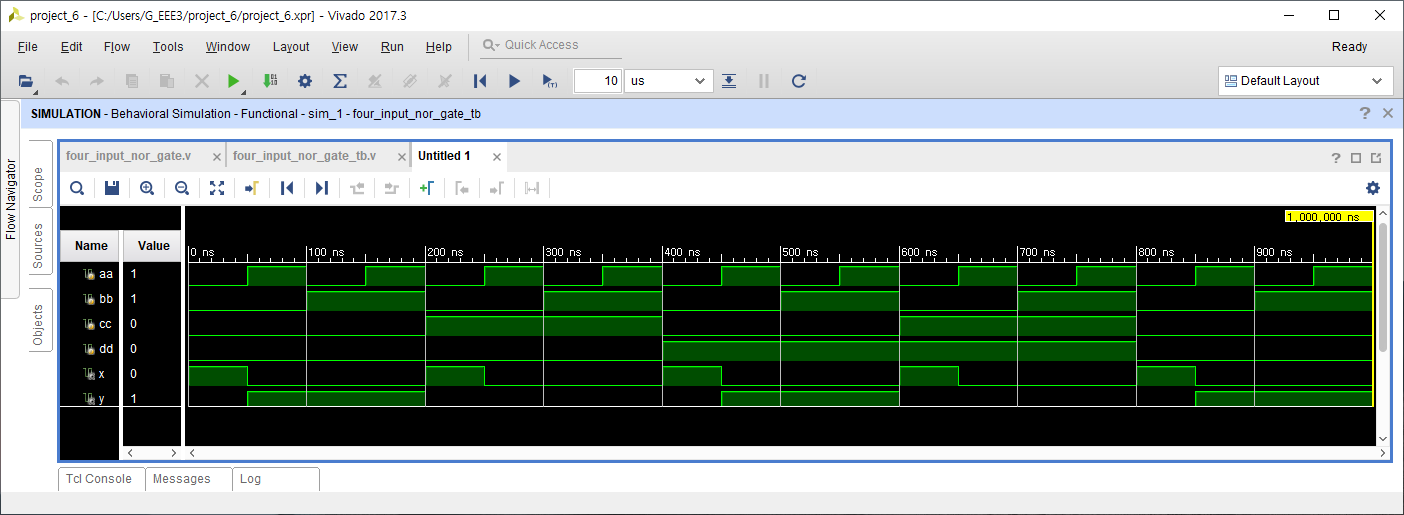 project_6 - [C:/Users/G_EEE3/project_6/project_6.xpr] - Vivado 2017.3
File Edit Flow Tools Window Layout View Run Help Quick Access Ready
10 us Default Layout
SIMULATION - Behavioral Simulation - Functional - sim_1 - four_input_nor_gate_tb
Flow Navigator
Scope
Sources
Objects
four_input_nor_gate.v four_input_nor_gate_tb.v Untitled 1
1,000,000 ns
Name Value 0 ns 100 ns 200 ns 300 ns 400 ns 500 ns 600 ns 700 ns 800 ns 900 ns
aa 1
bb 1
cc 0
dd 0
x 0
y 1
Tcl Console Messages Log